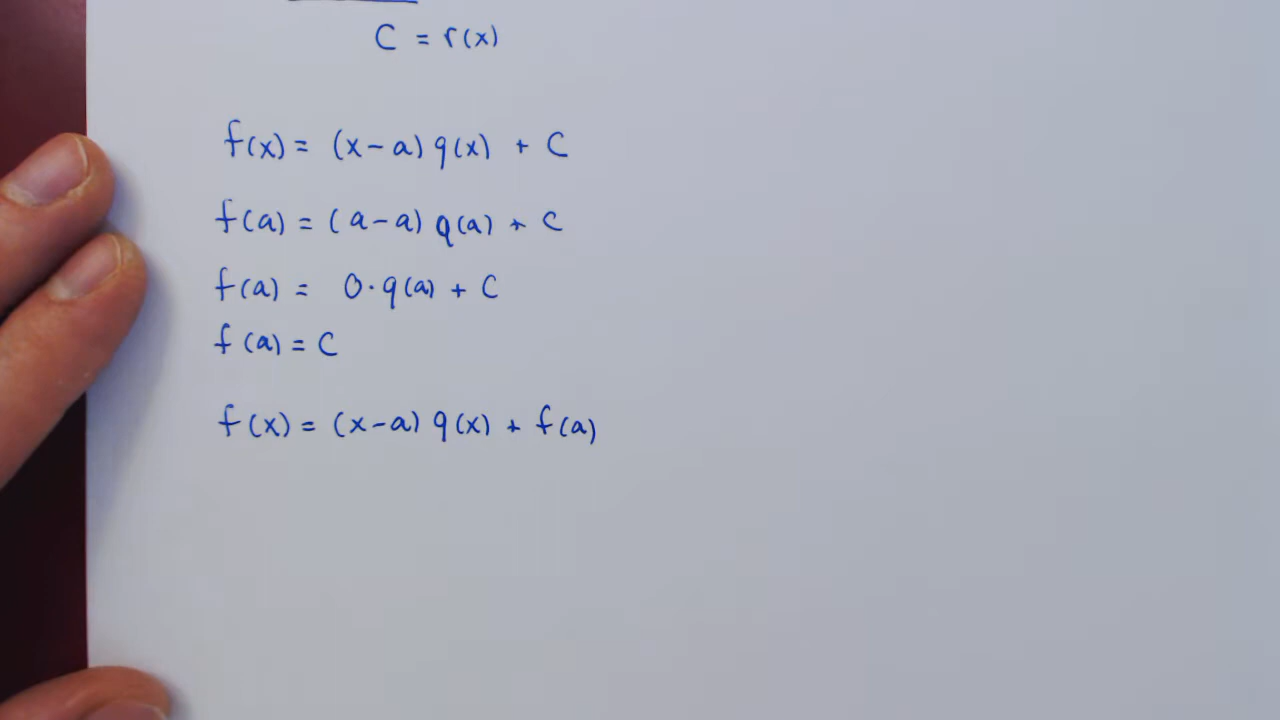 C = r(x)
f(x) = (x-a) q(x) + C
f(a) = (a-a) q(a) + C
f(a) = 0·q(a) + C
f(a) = C
f(x) = (x-a) q(x) + f(a)